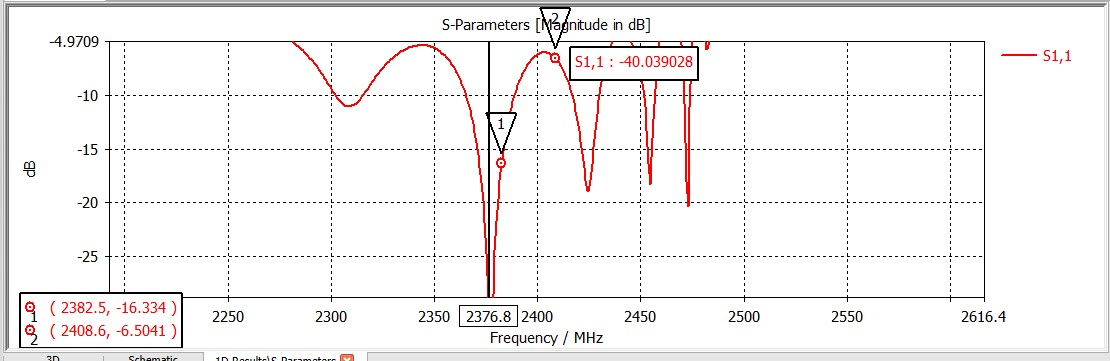 S-Parameters [Magnitude in dB]
-4.9709
-10
-15
-20
-25
dB
2
S1,1 : -40.039028
1
S1,1
1 ( 2382.5, -16.334 )
2 ( 2408.6, -6.5041 )
2250
2300
2350
2376.8
2400
2450
2500
2550
2616.4
Frequency / MHz
3D
Schematic
1D Results\S-Parameters